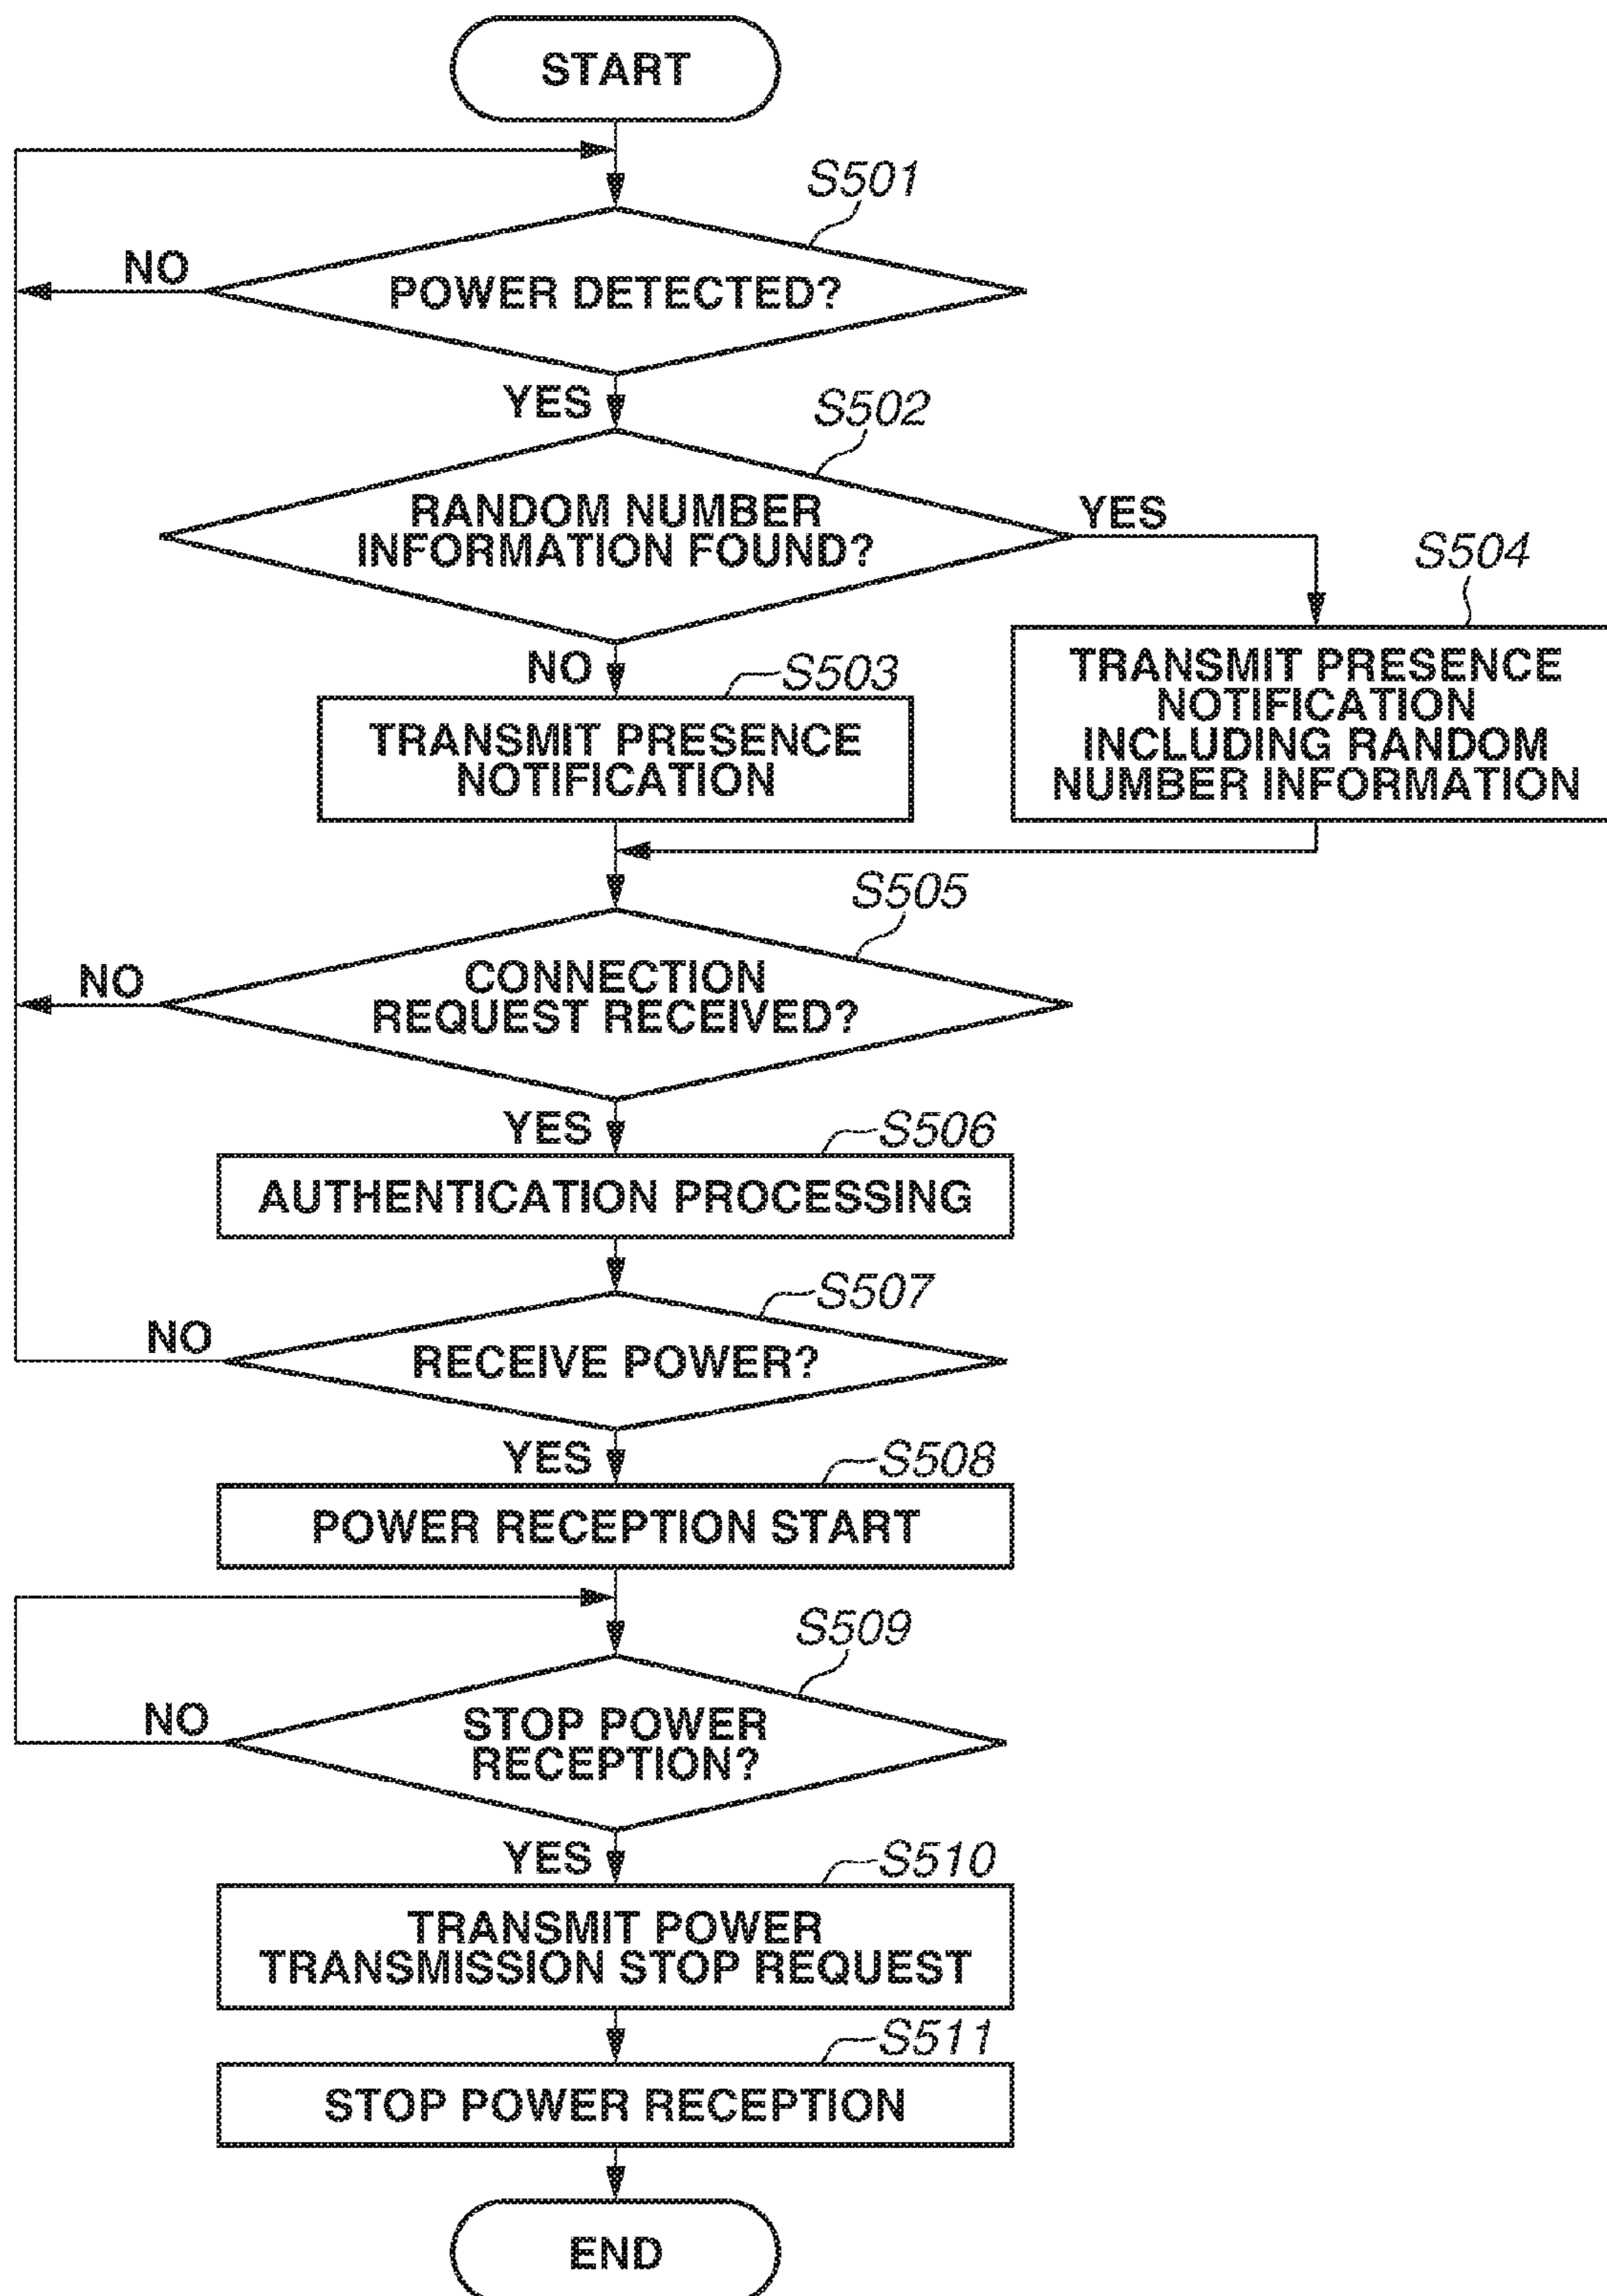 START
S501
NO
POWER DETECTED?
YES
S502
RANDOM NUMBER
INFORMATION FOUND?
YES
S504
NO
S503
TRANSMIT PRESENCE
NOTIFICATION
TRANSMIT PRESENCE
NOTIFICATION
INCLUDING RANDOM
NUMBER INFORMATION
S505
NO
CONNECTION
REQUEST RECEIVED?
YES
S506
AUTHENTICATION PROCESSING
S507
NO
RECEIVE POWER?
YES
S508
POWER RECEPTION START
S509
NO
STOP POWER
RECEPTION?
YES
S510
TRANSMIT POWER
TRANSMISSION STOP REQUEST
S511
STOP POWER RECEPTION
END